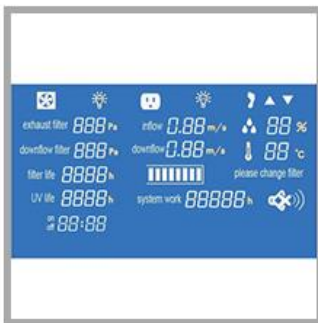 exhaust filter 888 Pa inflow 0.88 m/s 88 %
downflow filter 888 Pa downflow 0.88 m/s 88 °C
filter life 8888 h please change filter
UV life 8888 h system work 88888 h
on off 88:88